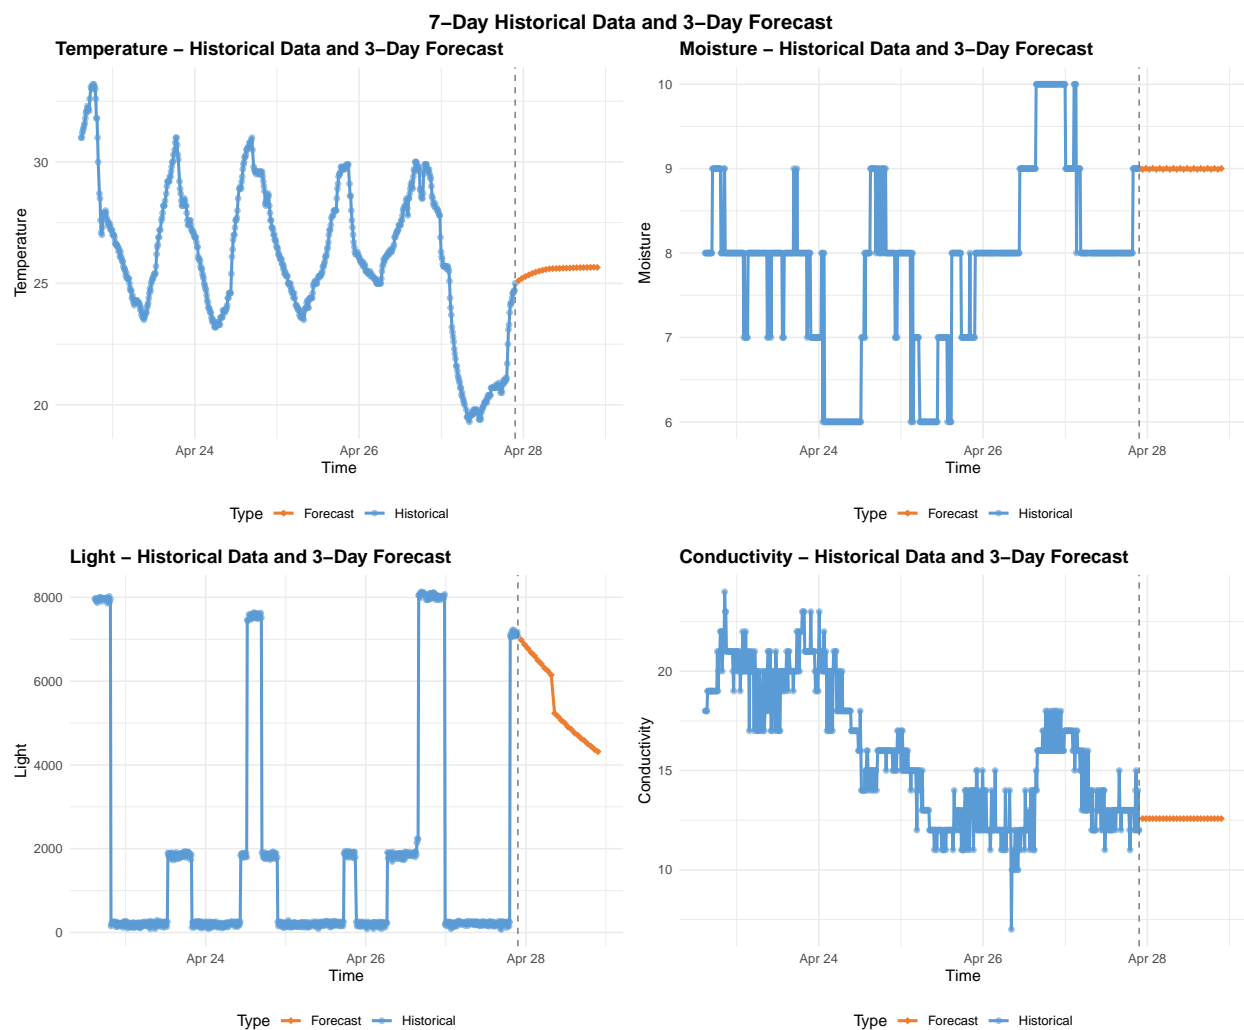 7−Day Historical Data and 3−Day Forecast
Temperature − Historical Data and 3−Day Forecast
Temperature
30
25
20
Apr 24
Apr 26
Apr 28
Time
Type Forecast Historical
Moisture − Historical Data and 3−Day Forecast
Moisture
10
9
8
7
6
Apr 24
Apr 26
Apr 28
Time
Type Forecast Historical
Light − Historical Data and 3−Day Forecast
Light
8000
6000
4000
2000
0
Apr 24
Apr 26
Apr 28
Time
Type Forecast Historical
Conductivity − Historical Data and 3−Day Forecast
Conductivity
20
15
10
Apr 24
Apr 26
Apr 28
Time
Type Forecast Historical